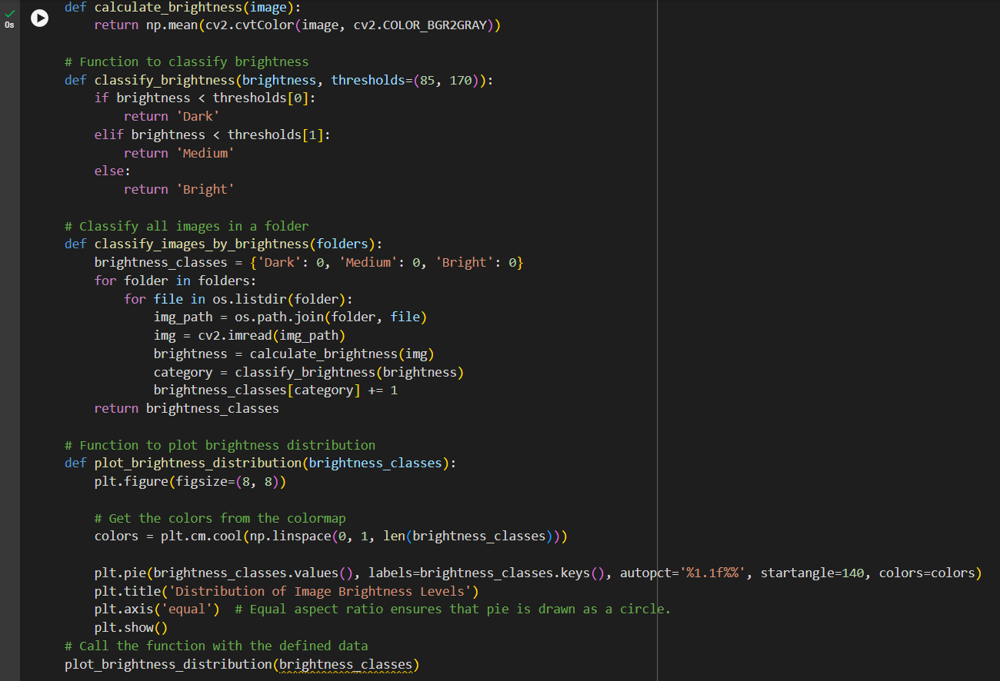 def calculate_brightness(image):
0s
    return np.mean(cv2.cvtColor(image, cv2.COLOR_BGR2GRAY))
# Function to classify brightness
def classify_brightness(brightness, thresholds=(85, 170)):
    if brightness < thresholds[0]:
        return 'Dark'
    elif brightness < thresholds[1]:
        return 'Medium'
    else:
        return 'Bright'
# Classify all images in a folder
def classify_images_by_brightness(folders):
    brightness_classes = {'Dark': 0, 'Medium': 0, 'Bright': 0}
    for folder in folders:
        for file in os.listdir(folder):
            img_path = os.path.join(folder, file)
            img = cv2.imread(img_path)
            brightness = calculate_brightness(img)
            category = classify_brightness(brightness)
            brightness_classes[category] += 1
    return brightness_classes
# Function to plot brightness distribution
def plot_brightness_distribution(brightness_classes):
    plt.figure(figsize=(8, 8))
    # Get the colors from the colormap
    colors = plt.cm.cool(np.linspace(0, 1, len(brightness_classes)))
    plt.pie(brightness_classes.values(), labels=brightness_classes.keys(), autopct='%1.1f%%', startangle=140, colors=colors)
    plt.title('Distribution of Image Brightness Levels')
    plt.axis('equal')  # Equal aspect ratio ensures that pie is drawn as a circle.
    plt.show()
# Call the function with the defined data
plot_brightness_distribution(brightness_classes)